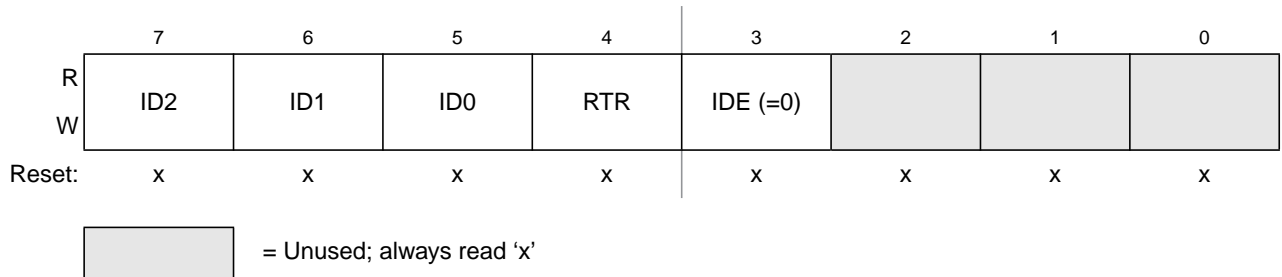 7 6 5 4 3 2 1 0
R
W
ID2 ID1 ID0 RTR IDE (=0)
Reset: x x x x x x x x
= Unused; always read ‘x’